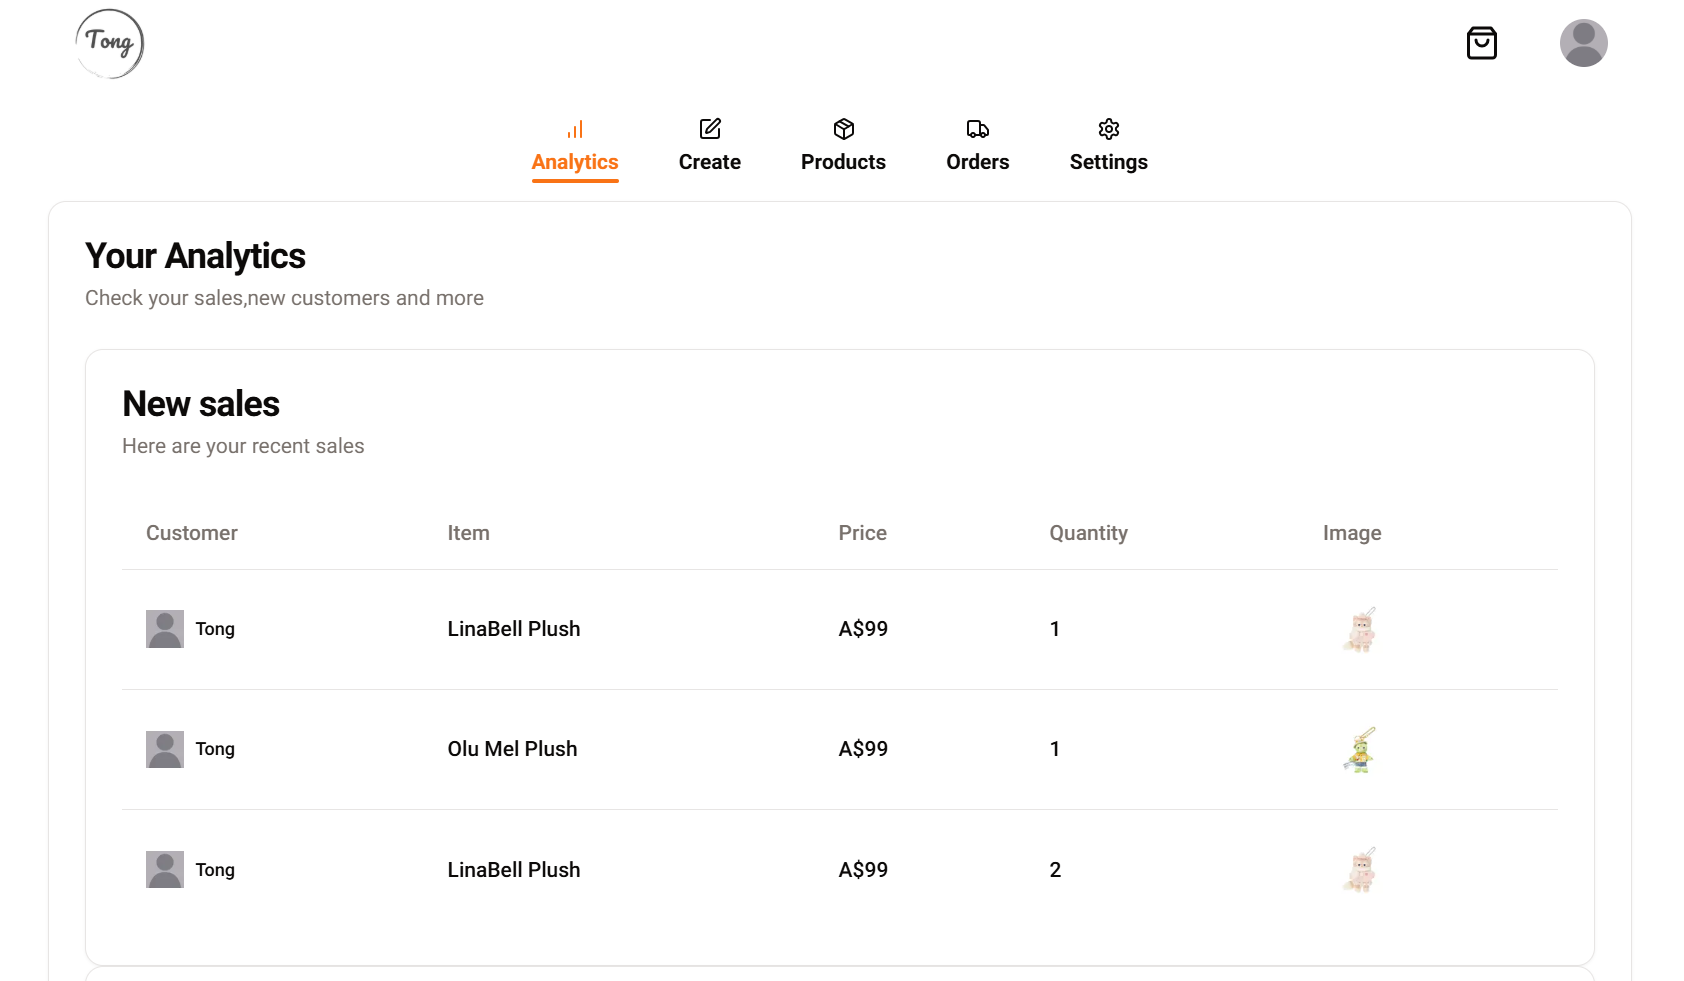 Tong
Analytics Create Products Orders Settings
Your Analytics
Check your sales,new customers and more
New sales
Here are your recent sales
Customer Item Price Quantity Image
Tong LinaBell Plush A$99 1
Tong Olu Mel Plush A$99 1
Tong LinaBell Plush A$99 2